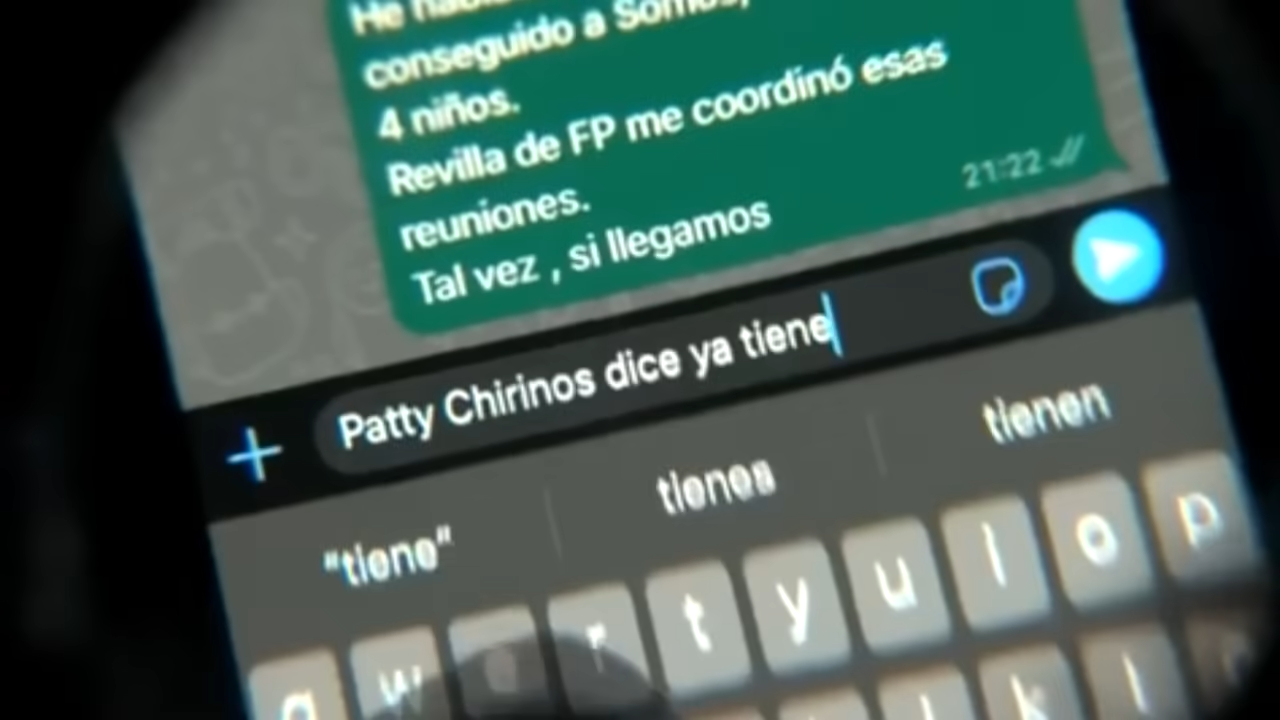 He
conseguido a Somos,
4 niños.
Revilla de FP me coordinó esas
reuniones.
Tal vez , si llegamos
21:22
Patty Chirinos dice ya tiene
"tiene"
tienes
tienen
q w r t y u i o p
k l